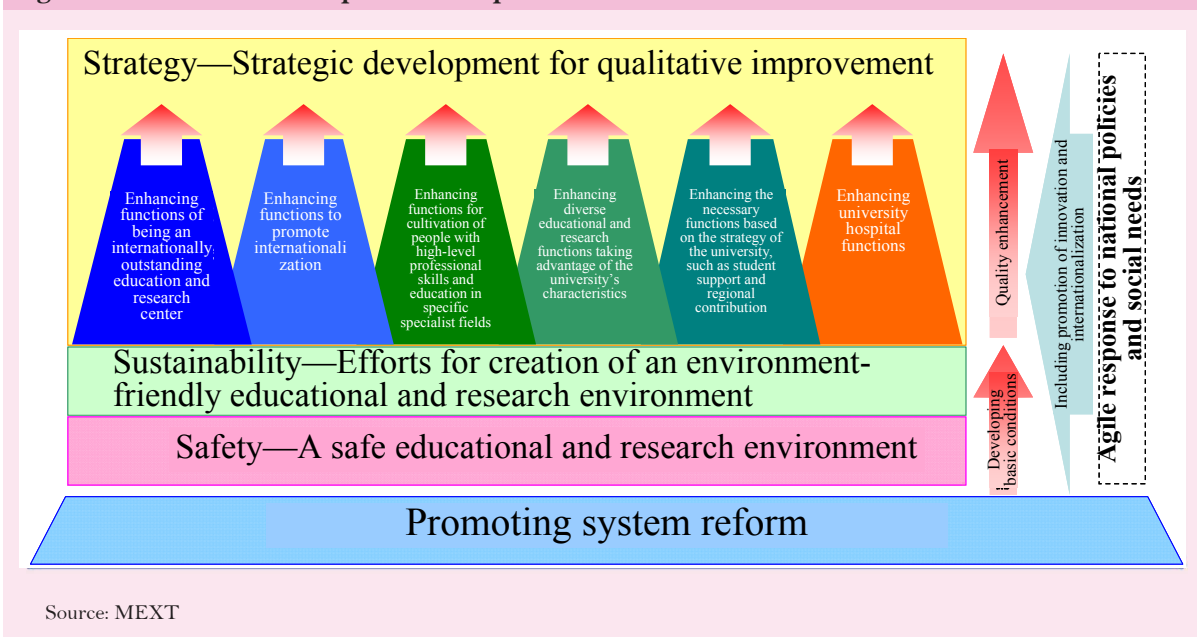 Strategy—Strategic development for qualitative improvement
Enhancing
functions of
being an
internationally
outstanding
education and
research
center
Enhancing
functions to
promote
internationali
zation
Enhancing
functions for
cultivation of
people with
high-level
professional
skills and
education in
specific
specialist fields
Enhancing
diverse
educational and
research
functions taking
advantage of the
university's
characteristics
Enhancing the
necessary
functions based
on the strategy of
the university,
such as student
support and
regional
contribution
Enhancing
university
hospital
functions
Sustainability—Efforts for creation of an environment-
friendly educational and research environment
Safety—A safe educational and research environment
Promoting system reform
Quality enhancement
Developing
basic conditions
Including promotion of innovation and
internationalization
Agile response to national policies
and social needs
Source: MEXT